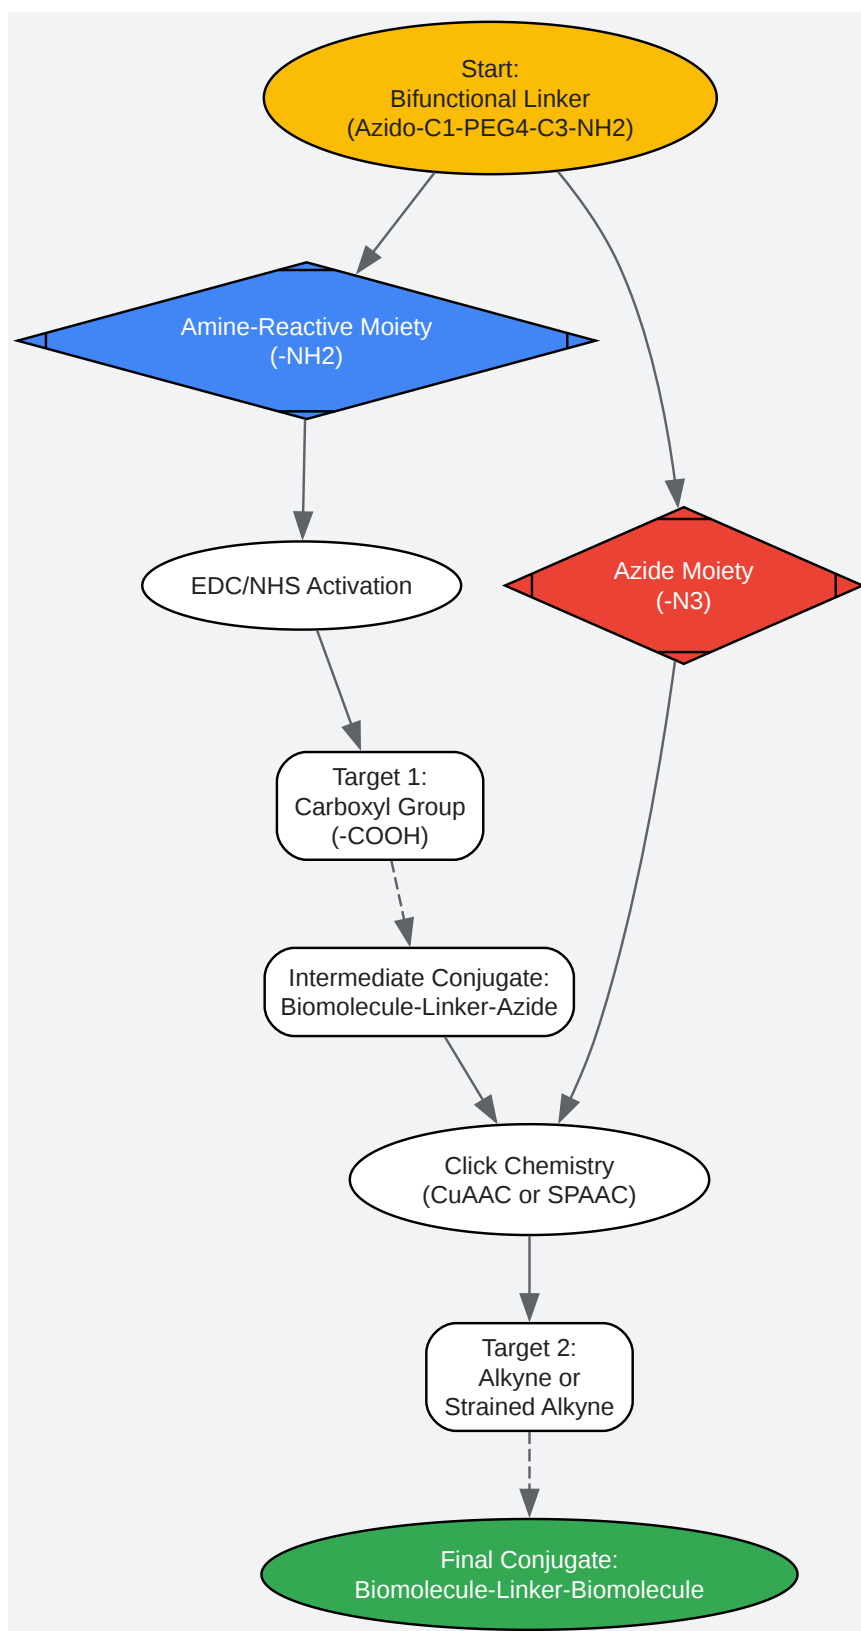 Start:
Bifunctional Linker
(Azido-C1-PEG4-C3-NH2)
Amine-Reactive Moiety
(-NH2)
EDC/NHS Activation
Azide Moiety
(-N3)
Target 1:
Carboxyl Group
(-COOH)
Intermediate Conjugate:
Biomolecule-Linker-Azide
Click Chemistry
(CuAAC or SPAAC)
Target 2:
Alkyne or
Strained Alkyne
Final Conjugate:
Biomolecule-Linker-Biomolecule